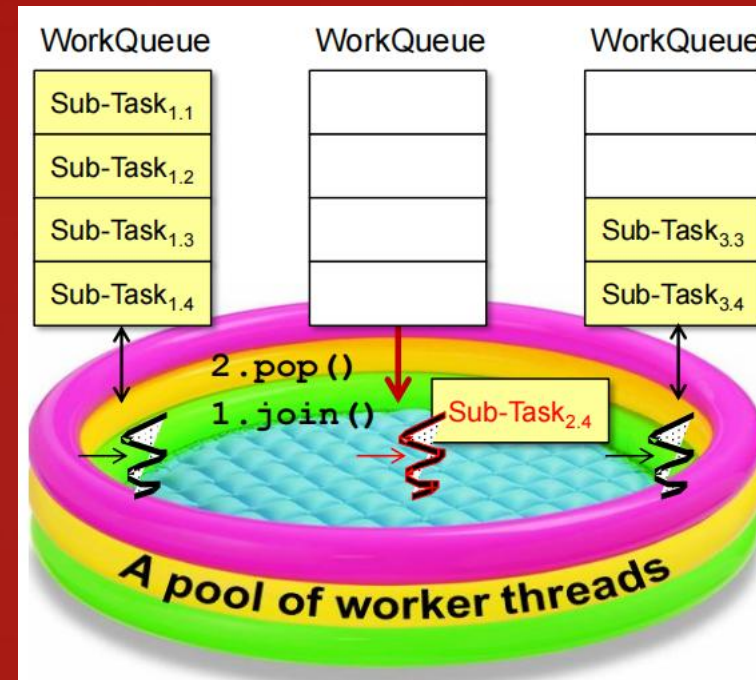 WorkQueue
WorkQueue
WorkQueue
Sub-Task1.1
Sub-Task1.2
Sub-Task1.3
Sub-Task1.4
Sub-Task3.3
Sub-Task3.4
2.pop()
1.join()
Sub-Task2.4
A pool of worker threads